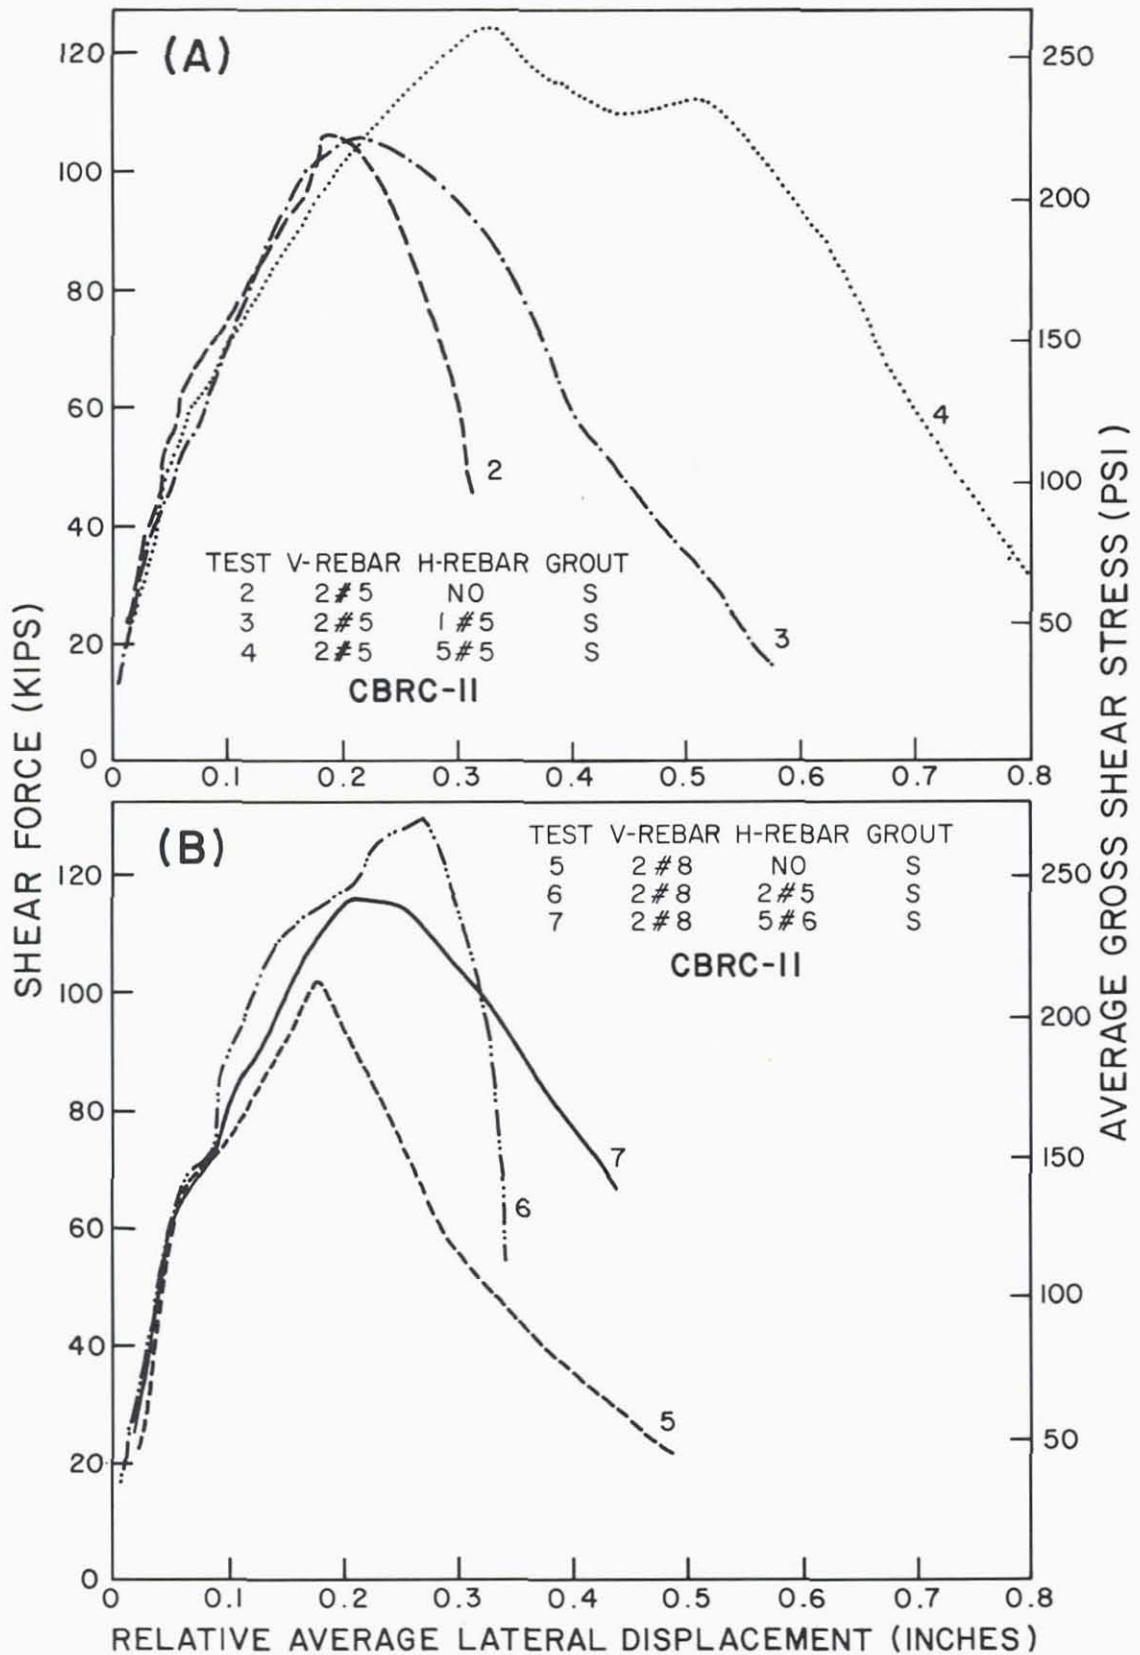 (A)
120
100
80
60
40
20
0
250
200
150
100
50
2
3
4
TEST V-REBAR H-REBAR GROUT
2 2#5 NO S
3 2#5 1#5 S
4 2#5 5#5 S
CBRC-11
0 0.1 0.2 0.3 0.4 0.5 0.6 0.7 0.8
SHEAR FORCE (KIPS)
AVERAGE GROSS SHEAR STRESS (PSI)
(B)
TEST V-REBAR H-REBAR GROUT
5 2#8 NO S
6 2#8 2#5 S
7 2#8 5#6 S
CBRC-11
120
100
80
60
40
20
0
250
200
150
100
50
7
6
5
0 0.1 0.2 0.3 0.4 0.5 0.6 0.7 0.8
RELATIVE AVERAGE LATERAL DISPLACEMENT (INCHES)